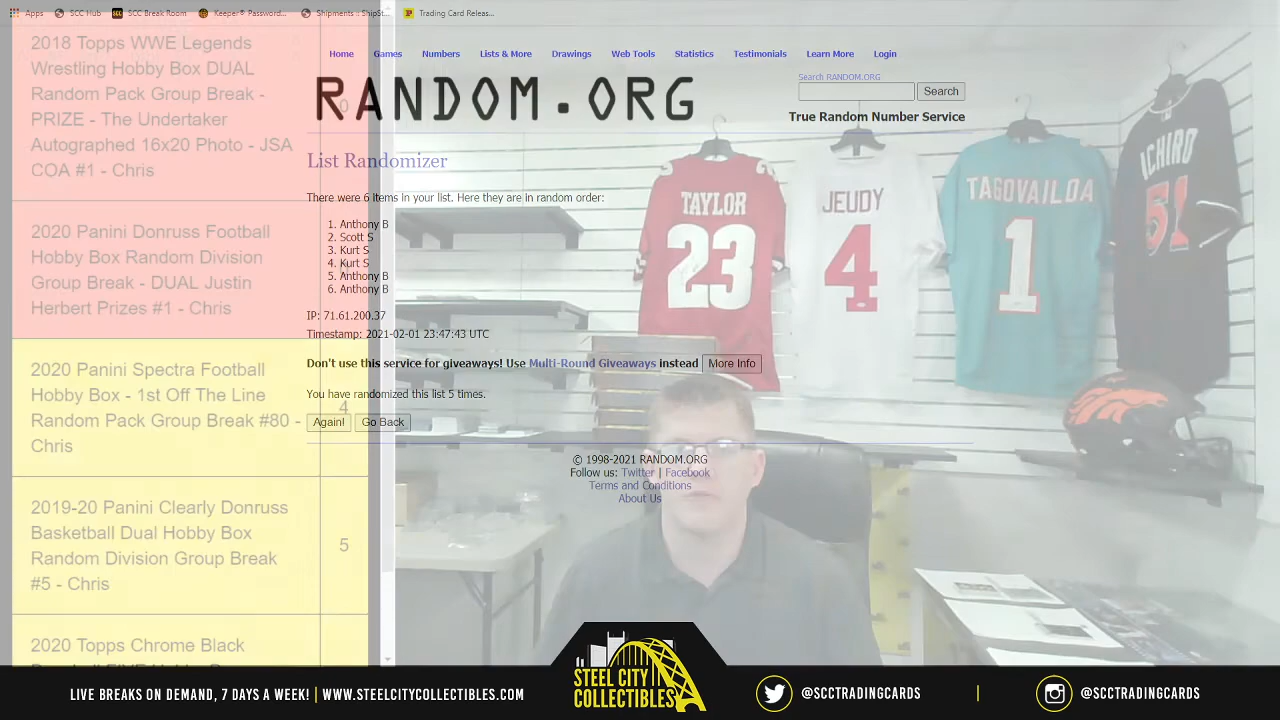 Apps SCC Hub SCC Break Room Keeper® Password... Shipments :: ShipSt... Trading Card Releas...
2018 Topps WWE Legends
Wrestling Hobby Box DUAL
Random Pack Group Break -
PRIZE - The Undertaker
Autographed 16x20 Photo - JSA
COA #1 - Chris
0
2020 Panini Donruss Football
Hobby Box Random Division
Group Break - DUAL Justin
Herbert Prizes #1 - Chris
2020 Panini Spectra Football
Hobby Box - 1st Off The Line
Random Pack Group Break #80 -
Chris
4
2019-20 Panini Clearly Donruss
Basketball Dual Hobby Box
Random Division Group Break
#5 - Chris
5
2020 Topps Chrome Black
Home Games Numbers Lists & More Drawings Web Tools Statistics Testimonials Learn More Login
RANDOM.ORG
Search RANDOM.ORG
Search
True Random Number Service
List Randomizer
There were 6 items in your list. Here they are in random order:
1. Anthony B
2. Scott S
3. Kurt S
4. Kurt S
5. Anthony B
6. Anthony B
IP: 71.61.200.37
Timestamp: 2021-02-01 23:47:43 UTC
Don't use this service for giveaways! Use Multi-Round Giveaways instead More Info
You have randomized this list 5 times.
Again! Go Back
© 1998-2021 RANDOM.ORG
Follow us: Twitter | Facebook
Terms and Conditions
About Us
TAYLOR
23
JEUDY
4
TAGOVAILOA
1
ICHIRO
51
LIVE BREAKS ON DEMAND, 7 DAYS A WEEK! | WWW.STEELCITYCOLLECTIBLES.COM
STEEL CITY
COLLECTIBLES
@SCCTRADINGCARDS | @SCCTRADINGCARDS